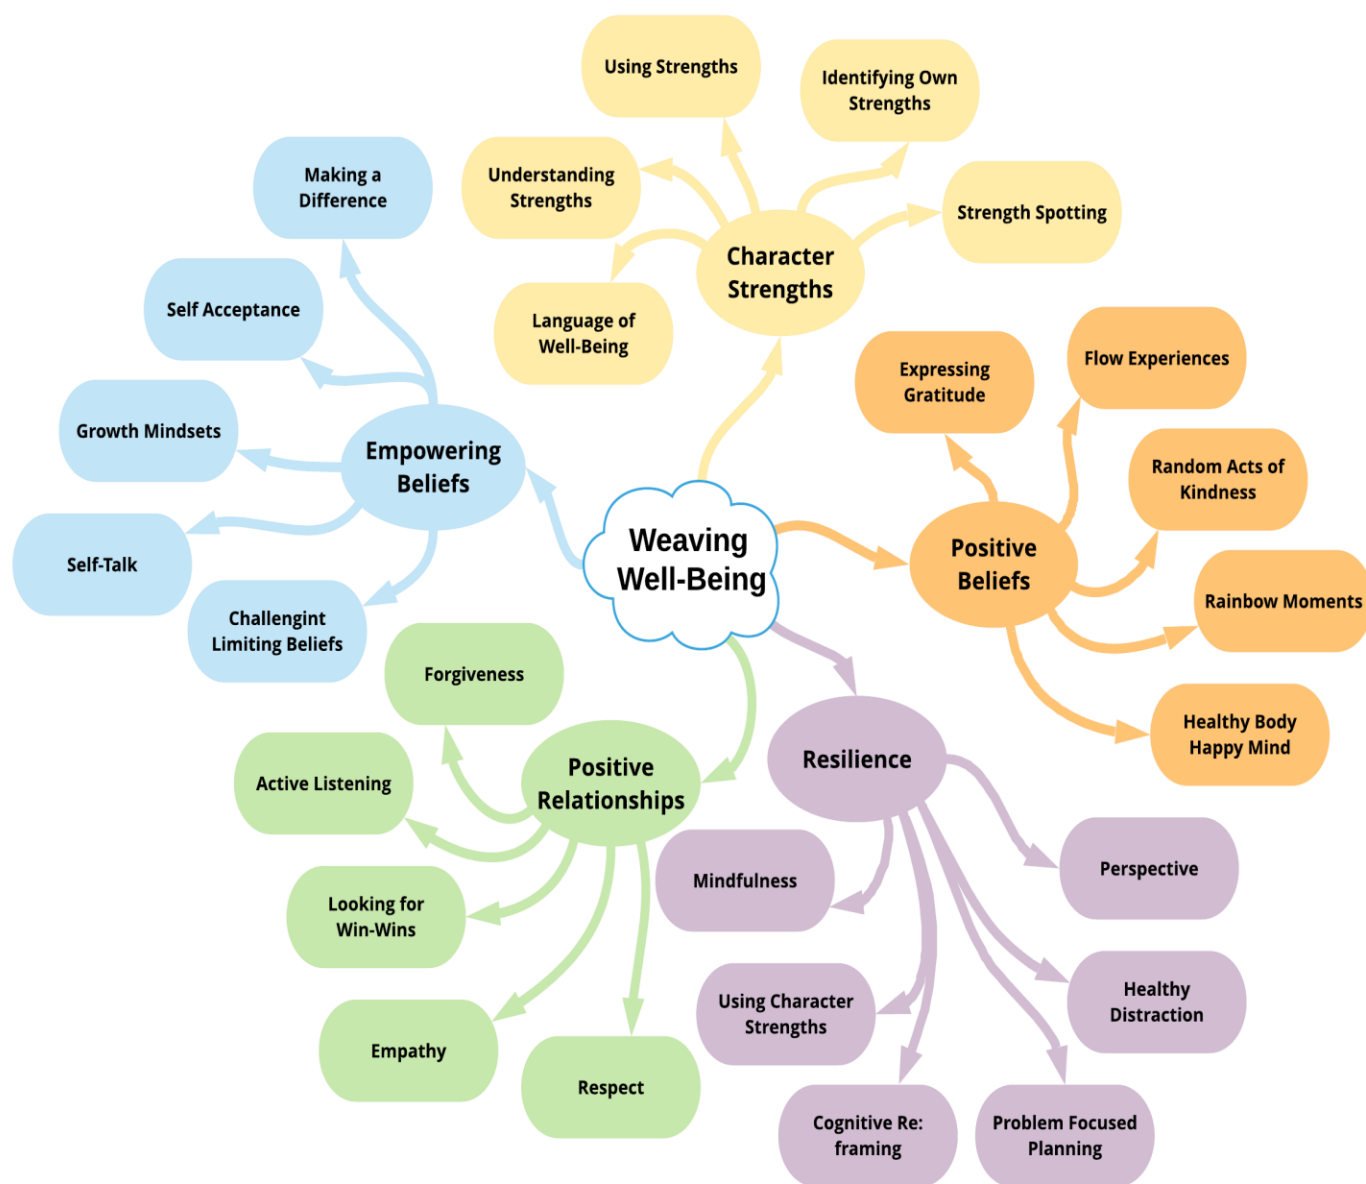 Using Strengths
Identifying Own
Strengths
Understanding
Strengths
Strength Spotting
Language of
Well-Being
Character
Strengths
Making a
Difference
Self Acceptance
Growth Mindsets
Self-Talk
Challengint
Limiting Beliefs
Empowering
Beliefs
Weaving
Well-Being
Expressing
Gratitude
Flow Experiences
Random Acts of
Kindness
Rainbow Moments
Healthy Body
Happy Mind
Positive
Beliefs
Forgiveness
Active Listening
Looking for
Win-Wins
Empathy
Respect
Positive
Relationships
Resilience
Mindfulness
Perspective
Using Character
Strengths
Healthy
Distraction
Cognitive Re:
framing
Problem Focused
Planning